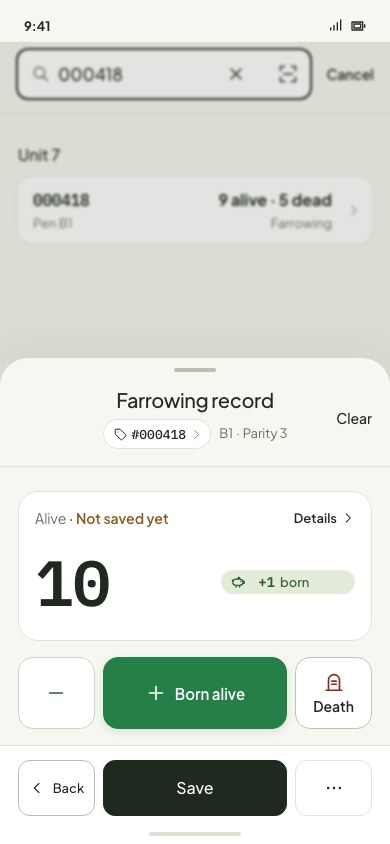 9:41
000418
Cancel
Unit 7
000418
9 alive · 5 dead
Pen B1
Farrowing
Farrowing record
Clear
#000418
B1 · Parity 3
Alive · Not saved yet
Details
10
+1 born
Born alive
Death
Back
Save